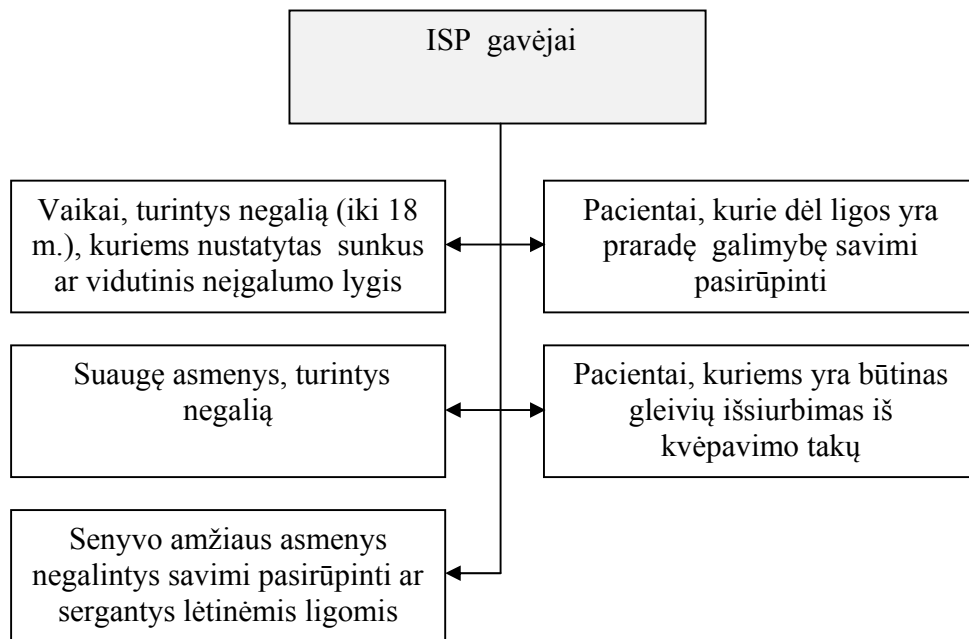 ISP gavėjai
Vaikai, turintys negalią (iki 18
m.), kuriems nustatytas sunkus
ar vidutinis neįgalumo lygis
Pacientai, kurie dėl ligos yra
praradę galimybę savimi
pasirūpinti
Suaugę asmenys, turintys
negalią
Pacientai, kuriems yra būtinas
gleivių išsiurbimas iš
kvėpavimo takų
Senyvo amžiaus asmenys
negalintys savimi pasirūpinti ar
sergantys lėtinėmis ligomis